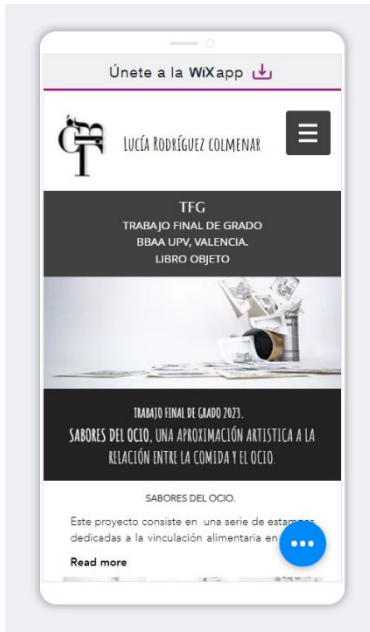 Únete a la WiXapp
Lucía Rodríguez colmenar
TFG
TRABAJO FINAL DE GRADO
BBAA UPV, VALENCIA.
LIBRO OBJETO
TRABAJO FINAL DE GRADO 2023.
SABORES DEL OCIO, UNA APROXIMACIÓN ARTISTICA A LA
RELACIÓN ENTRE LA COMIDA Y EL OCIO.
SABORES DEL OCIO.
Este proyecto consiste en una serie de estampas
dedicadas a la vinculación alimentaria en
Read more